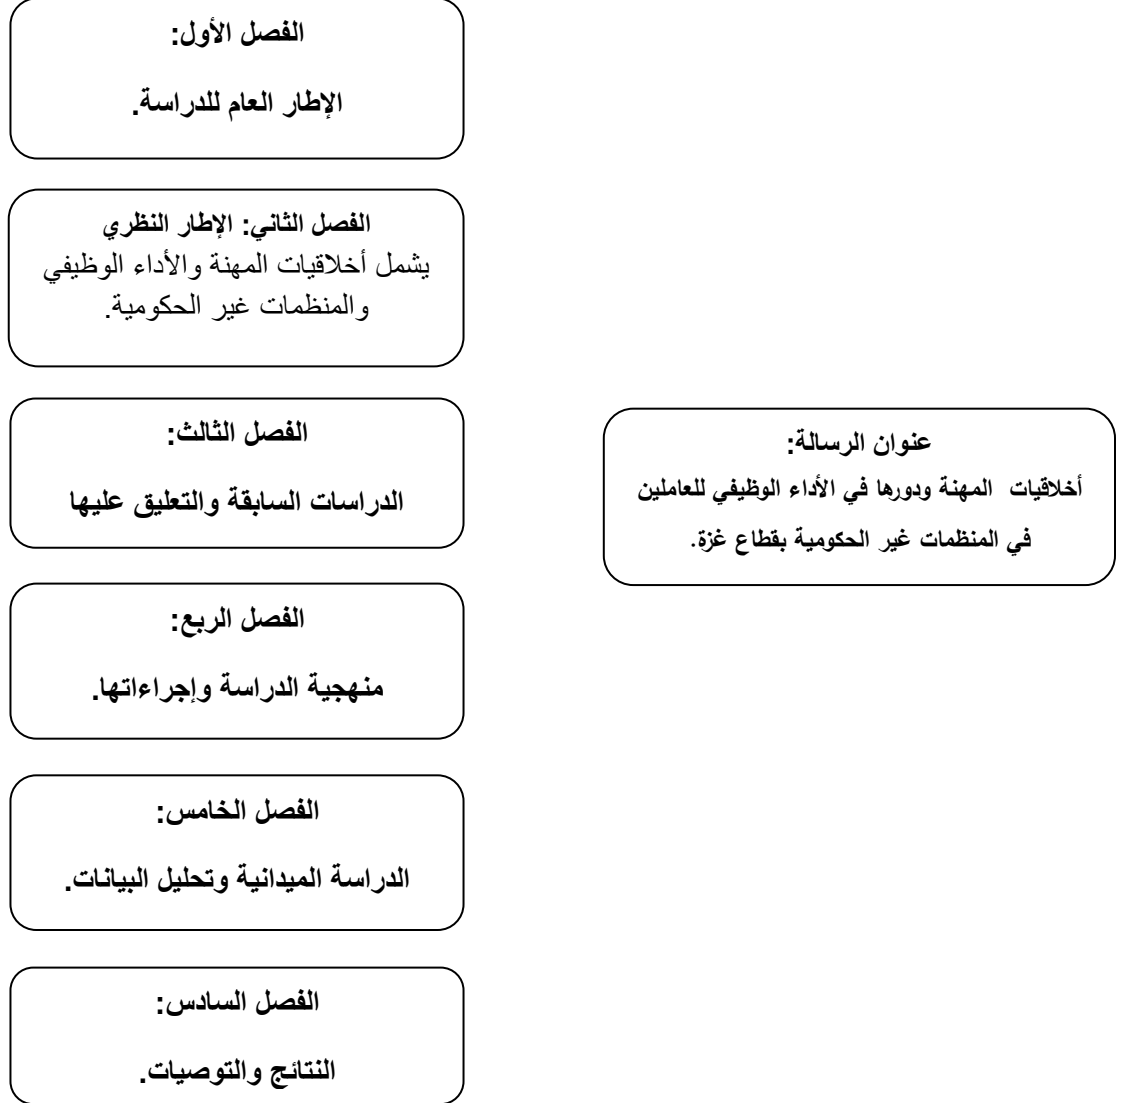 عنوان الرسالة:
أخلاقيات المهنة ودورها في الأداء الوظيفي للعاملين
في المنظمات غير الحكومية بقطاع غزة.
الفصل الأول:
الإطار العام للدراسة.
الفصل الثاني: الإطار النظري
يشمل أخلاقيات المهنة والأداء الوظيفي
والمنظمات غير الحكومية.
الفصل الثالث:
الدراسات السابقة والتعليق عليها
الفصل الربع:
منهجية الدراسة وإجراءاتها.
الفصل الخامس:
الدراسة الميدانية وتحليل البيانات.
الفصل السادس:
النتائج والتوصيات.